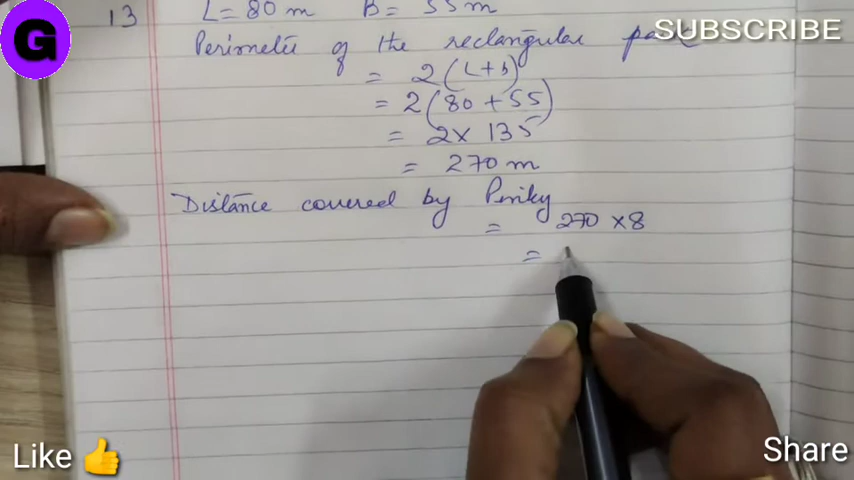 G
SUBSCRIBE
13 L = 80 m B = 55 m
Perimeter of the rectangular park
= 2(L+b)
= 2(80 + 55)
= 2 x 135
= 270 m
Distance covered by Pinky
= 270 x 8
=
Like 👍
Share